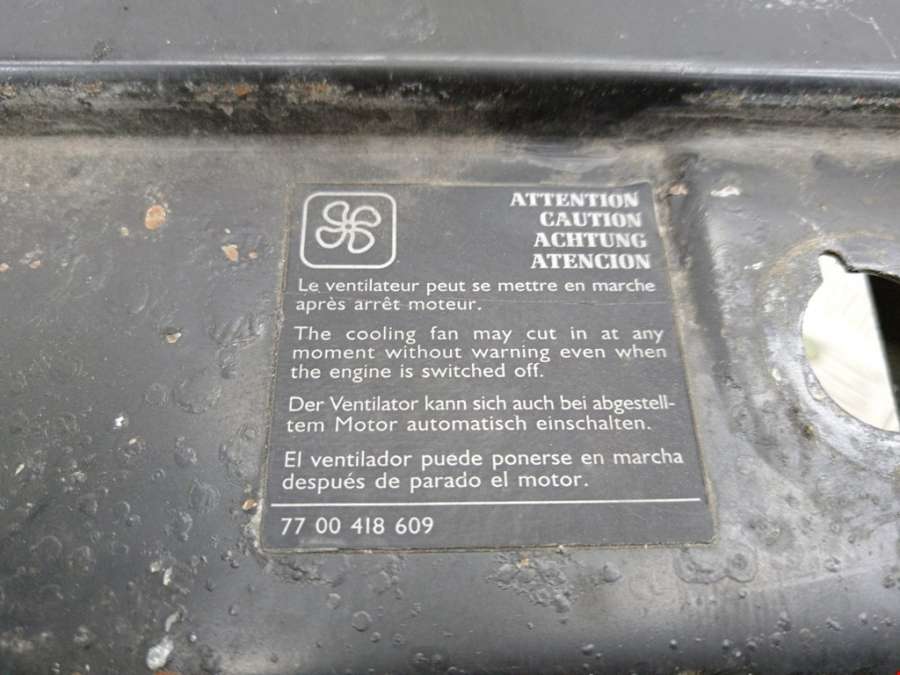 ATTENTION
CAUTION
ACHTUNG
ATENCION
Le ventilateur peut se mettre en marche
après arrêt moteur.
The cooling fan may cut in at any
moment without warning even when
the engine is switched off.
Der Ventilator kann sich auch bei abgestell-
tem Motor automatisch einschalten.
El ventilador puede ponerse en marcha
después de parado el motor.
77 00 418 609